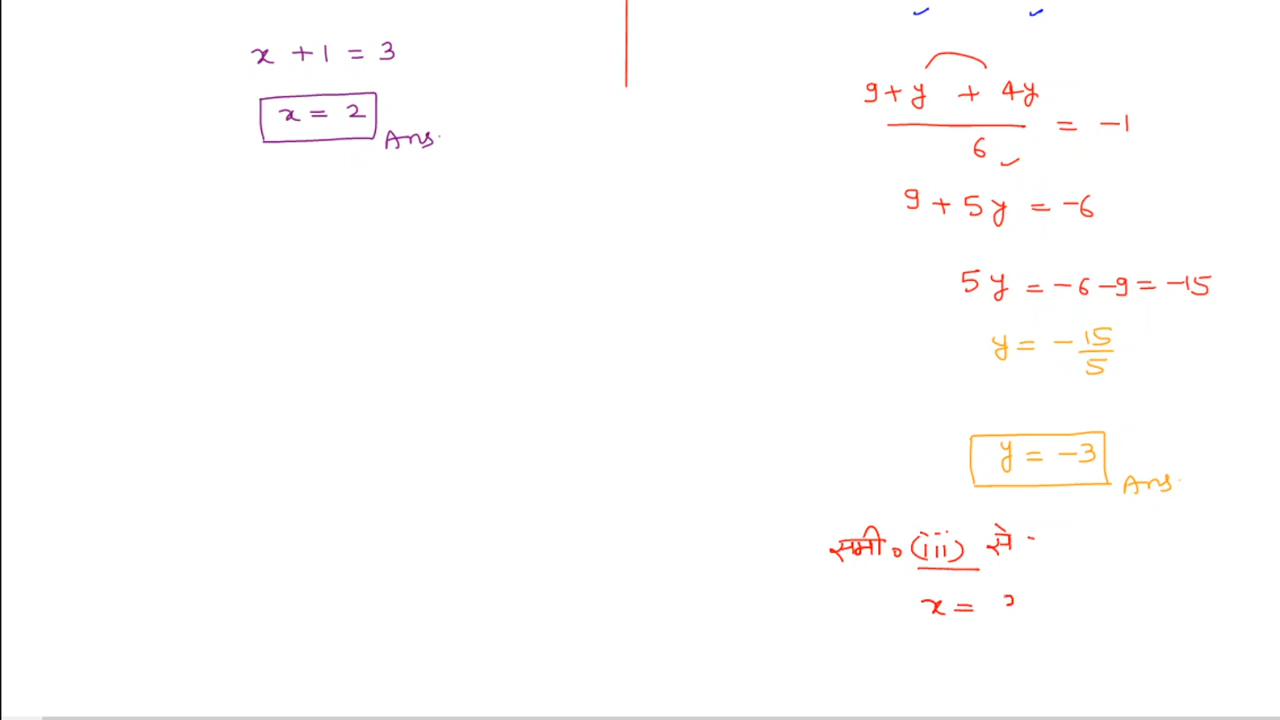 x + 1 = 3
x = 2
Ans.
9 + y + 4y
———— = -1
6
9 + 5y = -6
5y = -6 -9 = -15
y = - 15/5
y = -3
Ans.
समी. (iii) से -
x =